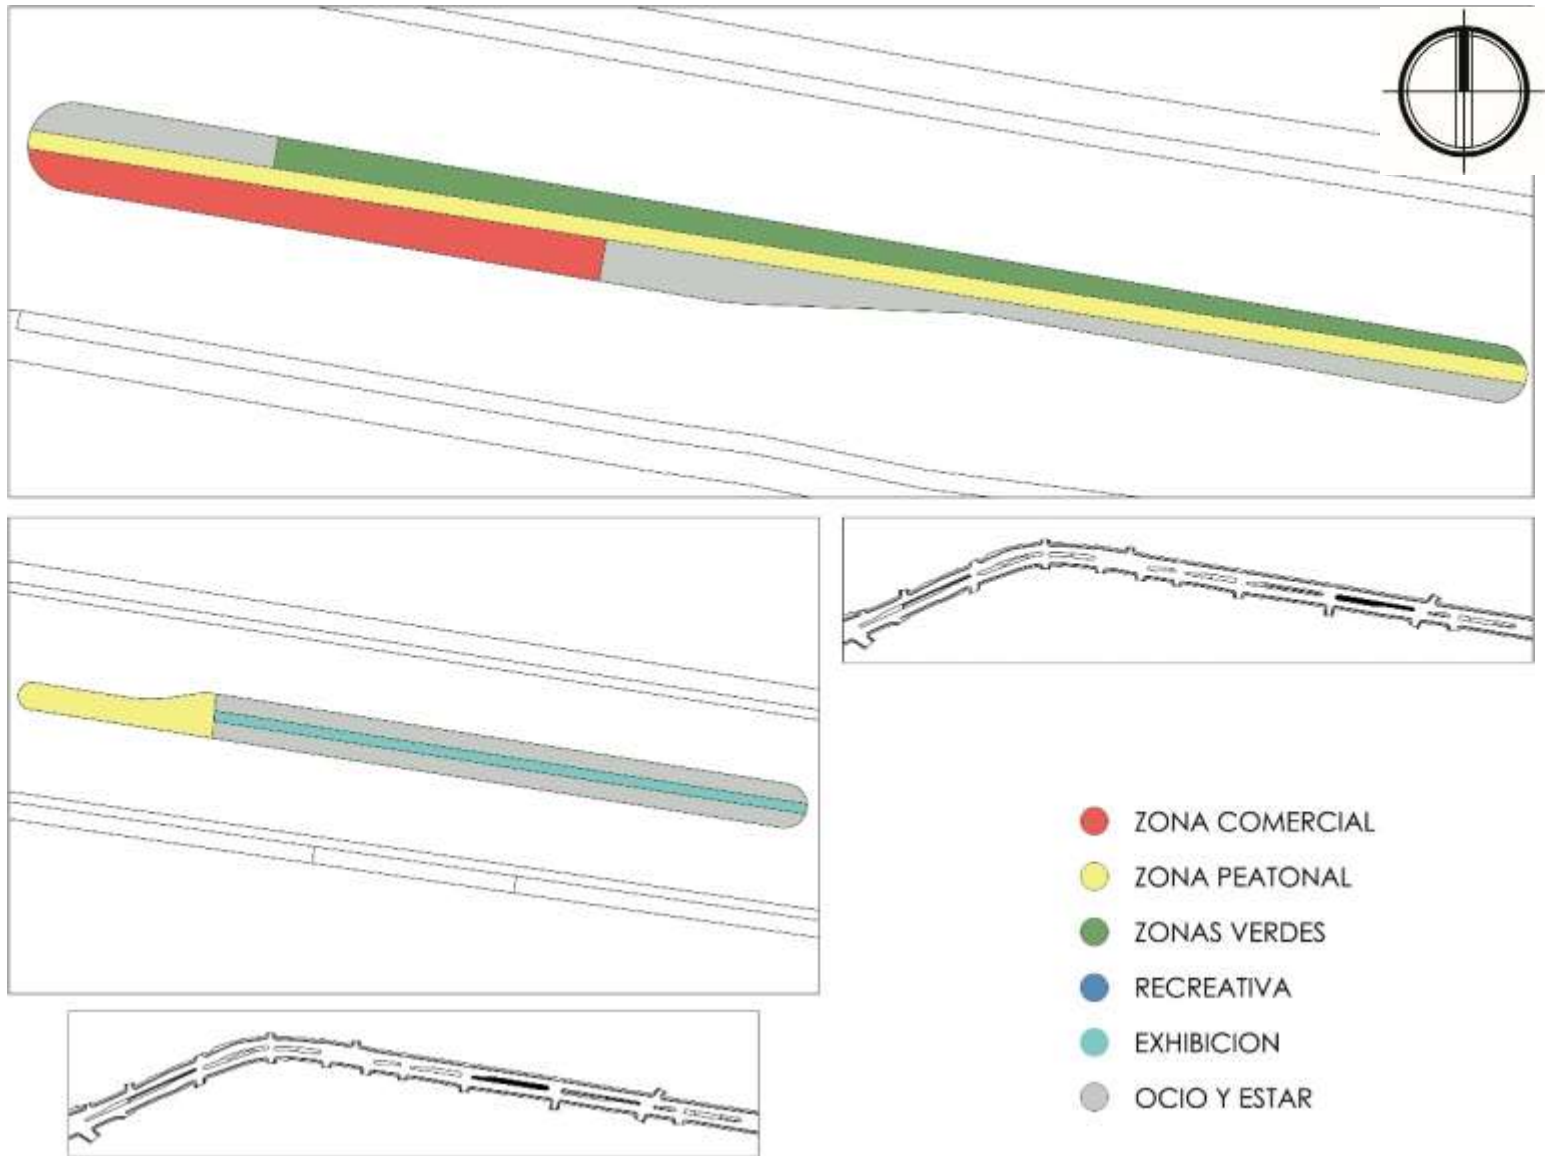 ZONA COMERCIAL
ZONA PEATONAL
ZONAS VERDES
RECREATIVA
EXHIBICION
OCIO Y ESTAR